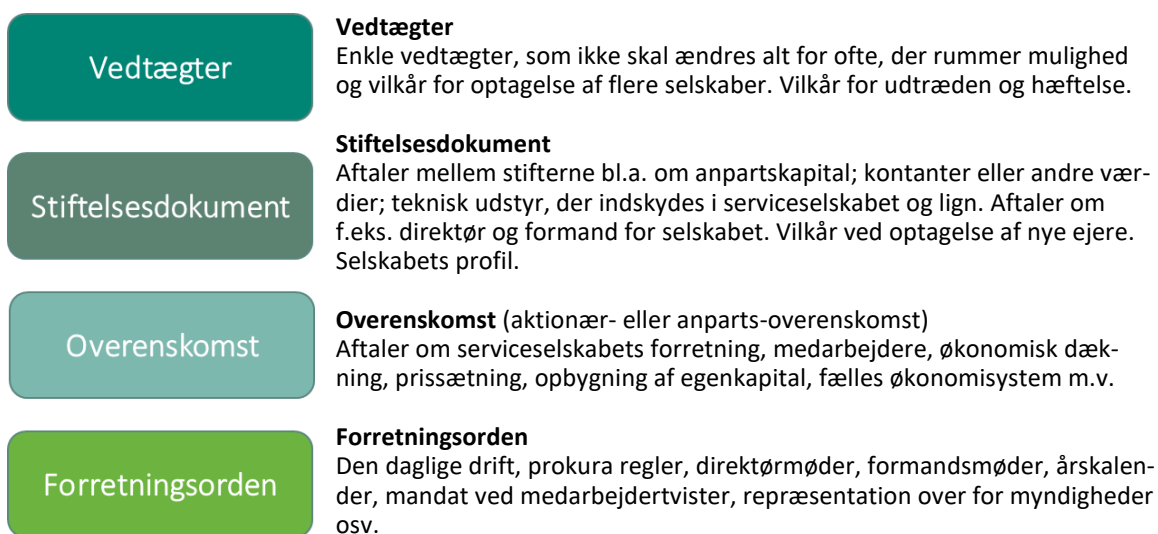 Vedtægter
Vedtægter
Enkle vedtægter, som ikke skal ændres alt for ofte, der rummer mulighed
og vilkår for optagelse af flere selskaber. Vilkår for udtræden og hæftelse.
Stiftelsesdokument
Stiftelsesdokument
Aftaler mellem stifterne bl.a. om anpartskapital; kontanter eller andre vær-
dier; teknisk udstyr, der indskydes i serviceselskabet og lign. Aftaler om
f.eks. direktør og formand for selskabet. Vilkår ved optagelse af nye ejere.
Selskabets profil.
Overenskomst
Overenskomst (aktionær- eller anparts-overenskomst)
Aftaler om serviceselskabets forretning, medarbejdere, økonomisk dæk-
ning, prissætning, opbygning af egenkapital, fælles økonomisystem m.v.
Forretningsorden
Forretningsorden
Den daglige drift, prokura regler, direktørmøder, formandsmøder, årskalen-
der, mandat ved medarbejdertvister, repræsentation over for myndigheder
osv.